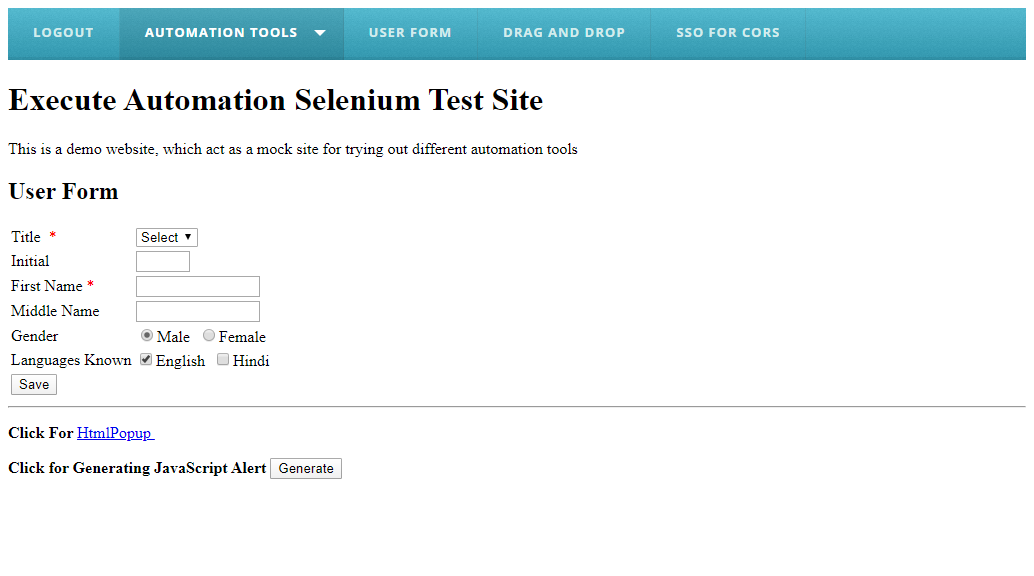 LOGOUT AUTOMATION TOOLS USER FORM DRAG AND DROP SSO FOR CORS
Execute Automation Selenium Test Site
This is a demo website, which act as a mock site for trying out different automation tools
User Form
Title * Select
Initial
First Name *
Middle Name
Gender Male Female
Languages Known English Hindi
Save
Click For HtmlPopup
Click for Generating JavaScript Alert Generate